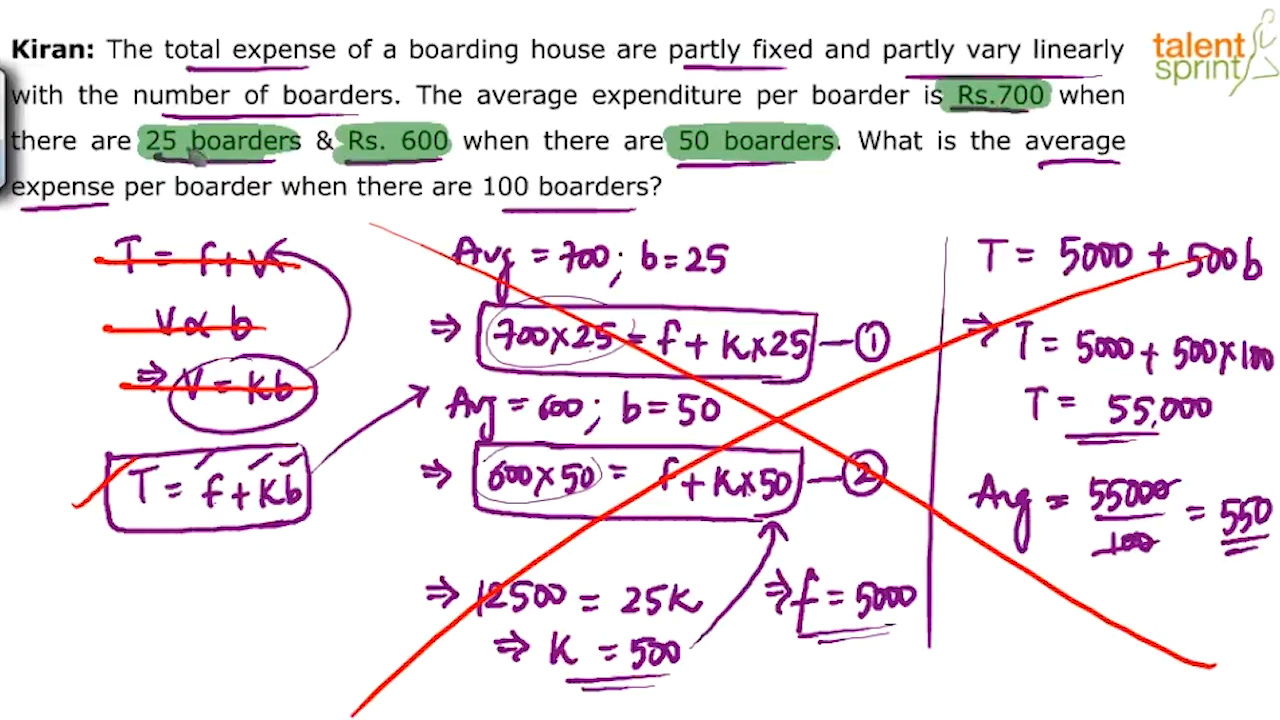 Kiran: The total expense of a boarding house are partly fixed and partly vary linearly
with the number of boarders. The average expenditure per boarder is Rs.700 when
there are 25 boarders & Rs. 600 when there are 50 boarders. What is the average
expense per boarder when there are 100 boarders?
talent
sprint
T = f + V
V ∝ b
⇒ V = Kb
T = f + Kb
Avg = 700 ; b = 25
⇒ 700 × 25 = f + K × 25 — ①
Avg = 600 ; b = 50
⇒ 600 × 50 = f + K × 50 — ②
⇒ 12500 = 25K
⇒ K = 500
⇒ f = 5000
T = 5000 + 500b
⇒ T = 5000 + 500 × 100
T = 55,000
Avg = 55000 / 100 = 550